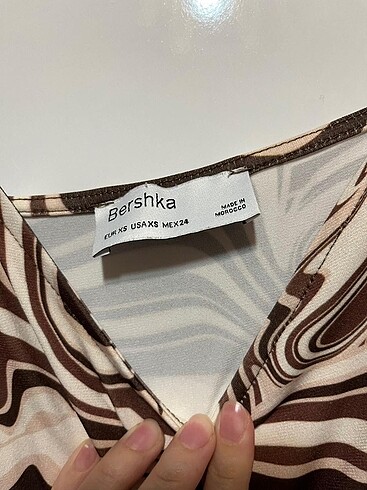 Bershka
EUR XS USA XS MEX 24
MADE IN
MOROCCO